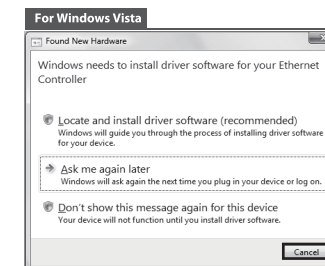 For Windows Vista
Found New Hardware
Windows needs to install driver software for your Ethernet
Controller
Locate and install driver software (recommended)
Windows will guide you through the process of installing driver software
for your device.
Ask me again later
Windows will ask again the next time you plug in your device or log on.
Don't show this message again for this device
Your device will not function until you install driver software.
Cancel